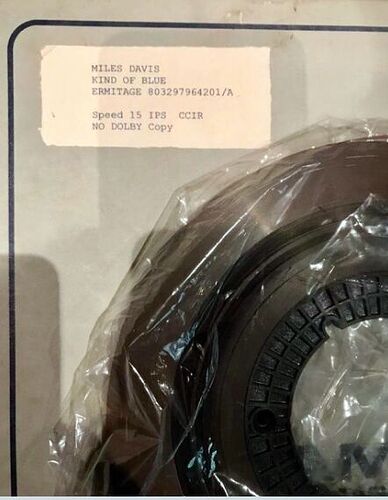 MILES DAVIS
KIND OF BLUE
ERMITAGE 803297964201/A
Speed 15 IPS CCIR
NO DOLBY Copy